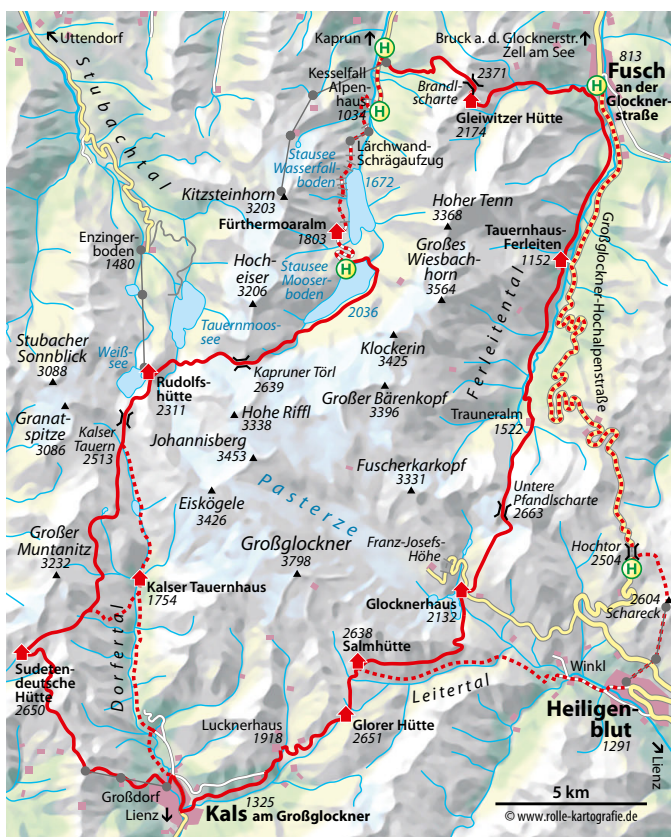 Uttendorf
Kaprun
Bruck a. d. Glocknerstr.
Zell am See
813
Fusch
an der
Glockner-
straße
H
Kesselfall
Alpen-
haus
1034
H
H
2371
Brandl-
scharte
Gleiwitzer Hütte
2174
Stubachtal
Lärchwand-
Schrägaufzug
Stausee
Wasserfall-
boden
1672
Kitzsteinhorn
3203
Hoher Tenn
3368
Fürthermoaralm
1803
Tauernhaus-
Ferleiten
1152
Großglockner-Hochalpenstraße
Enzinger-
boden
1480
Hoch-
eiser
3206
Stausee
Mooser-
boden
H
2036
Großes
Wiesbach-
horn
3564
Ferleitental
Tauernmoos-
see
Stubacher
Sonnblick
3088
Weiß-
see
Klockerin
3425
Rudolfs-
hütte
2311
Kapruner Törl
2639
Großer Bärenkopf
3396
Granat-
spitze
3086
Kalser
Tauern
2513
Hohe Riffl
3338
Trauneralm
1522
Johannisberg
3453
Fuscherkarkopf
3331
Eiskögele
3426
Pasterze
Untere
Pfandlscharte
2663
Großer
Muntanitz
3232
Großglockner
3798
Franz-Josefs-
Höhe
Hochtor
2504
H
Kalser Tauernhaus
1754
Glocknerhaus
2132
2604
Schareck
Dorfertal
2638
Salmhütte
Sudeten-
deutsche
Hütte
2650
Leitertal
Winkl
Heiligen-
blut
1291
Lucknerhaus
1918
Glorer Hütte
2651
Lienz
Großdorf
Lienz
1325
Kals am Großglockner
5 km
© www.rolle-kartografie.de